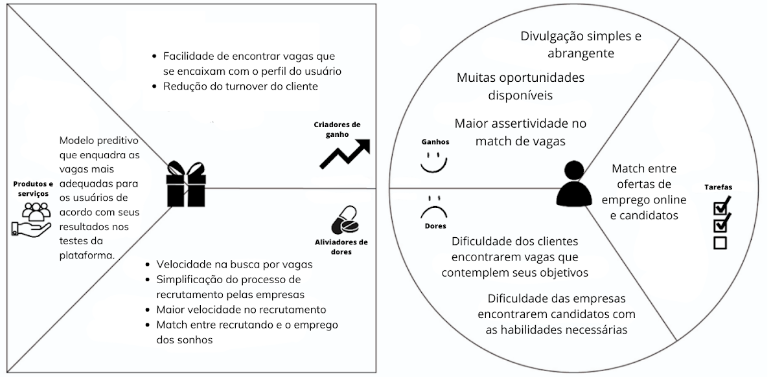 Facilidade de encontrar vagas que
se encaixam com o perfil do usuário
Redução do turnover do cliente
Criadores de
ganho
Modelo preditivo
que enquadra as
vagas mais
adequadas para
os usuários de
acordo com seus
resultados nos
testes da
plataforma.
Produtos e
serviços
Aliviadores de
dores
Velocidade na busca por vagas
Simplificação do processo de
recrutamento pelas empresas
Maior velocidade no recrutamento
Match entre recrutando e o emprego
dos sonhos
Divulgação simples e
abrangente
Muitas oportunidades
disponíveis
Maior assertividade no
match de vagas
Ganhos
Match entre
ofertas de
emprego online
e candidatos
Tarefas
Dores
Dificuldade dos clientes
encontrarem vagas que
contemplem seus objetivos
Dificuldade das empresas
encontrarem candidatos com
as habilidades necessárias